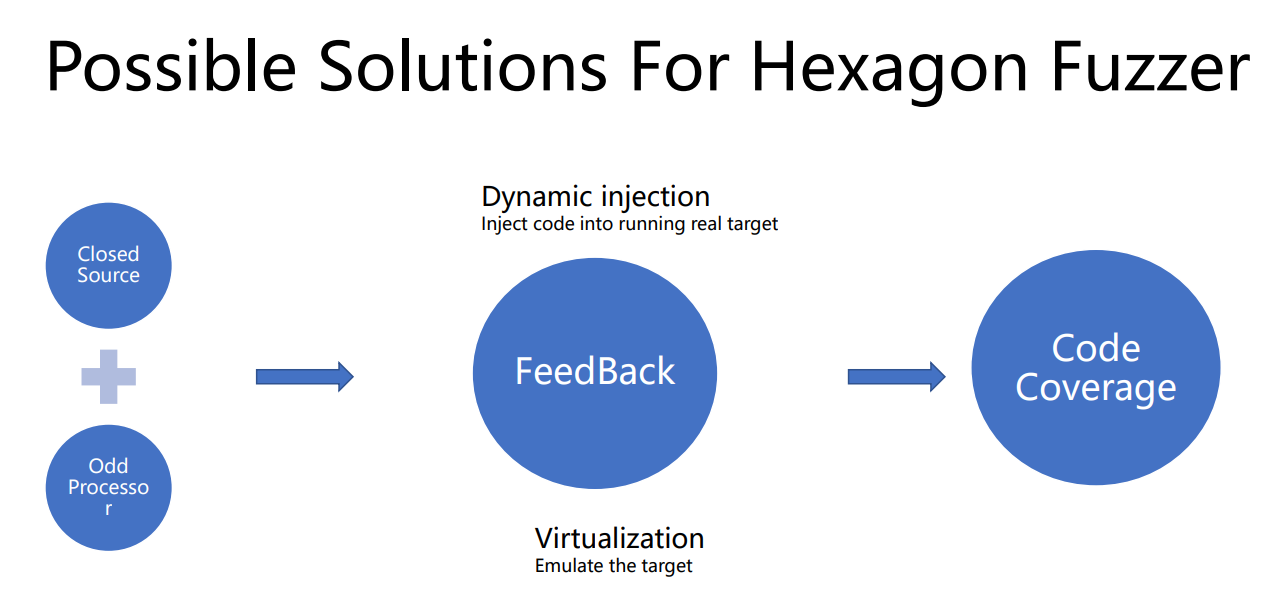 Possible Solutions For Hexagon Fuzzer
Closed
Source
Odd
Processo
r
Dynamic injection
Inject code into running real target
FeedBack
Virtualization
Emulate the target
Code
Coverage